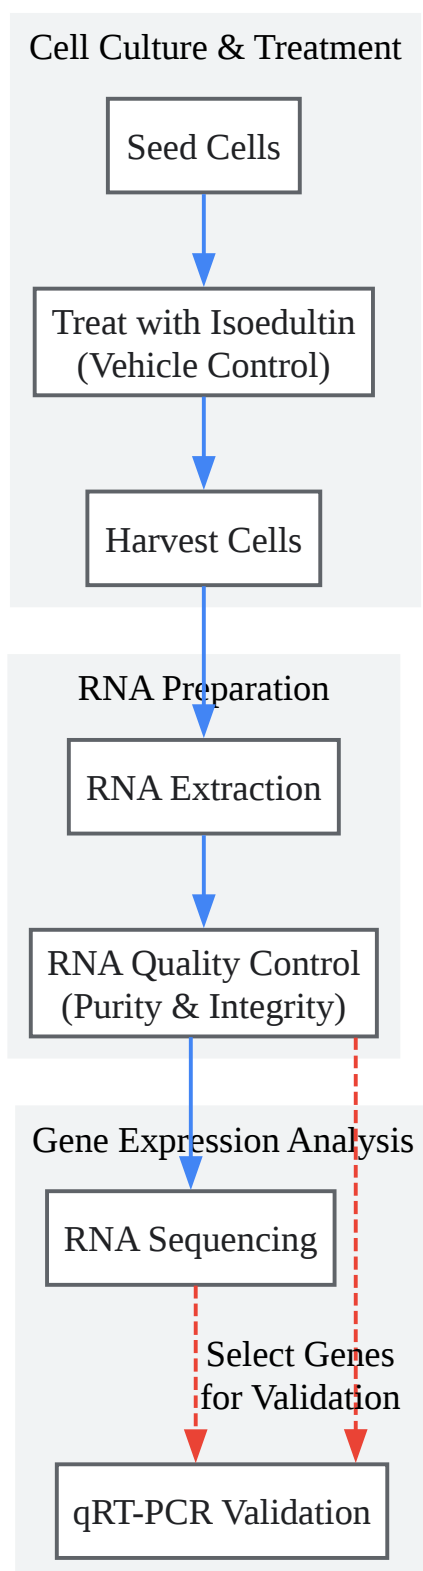 Cell Culture & Treatment
Seed Cells
Treat with Isoedultin
(Vehicle Control)
Harvest Cells
RNA Preparation
RNA Extraction
RNA Quality Control
(Purity & Integrity)
Gene Expression Analysis
RNA Sequencing
Select Genes
for Validation
qRT-PCR Validation